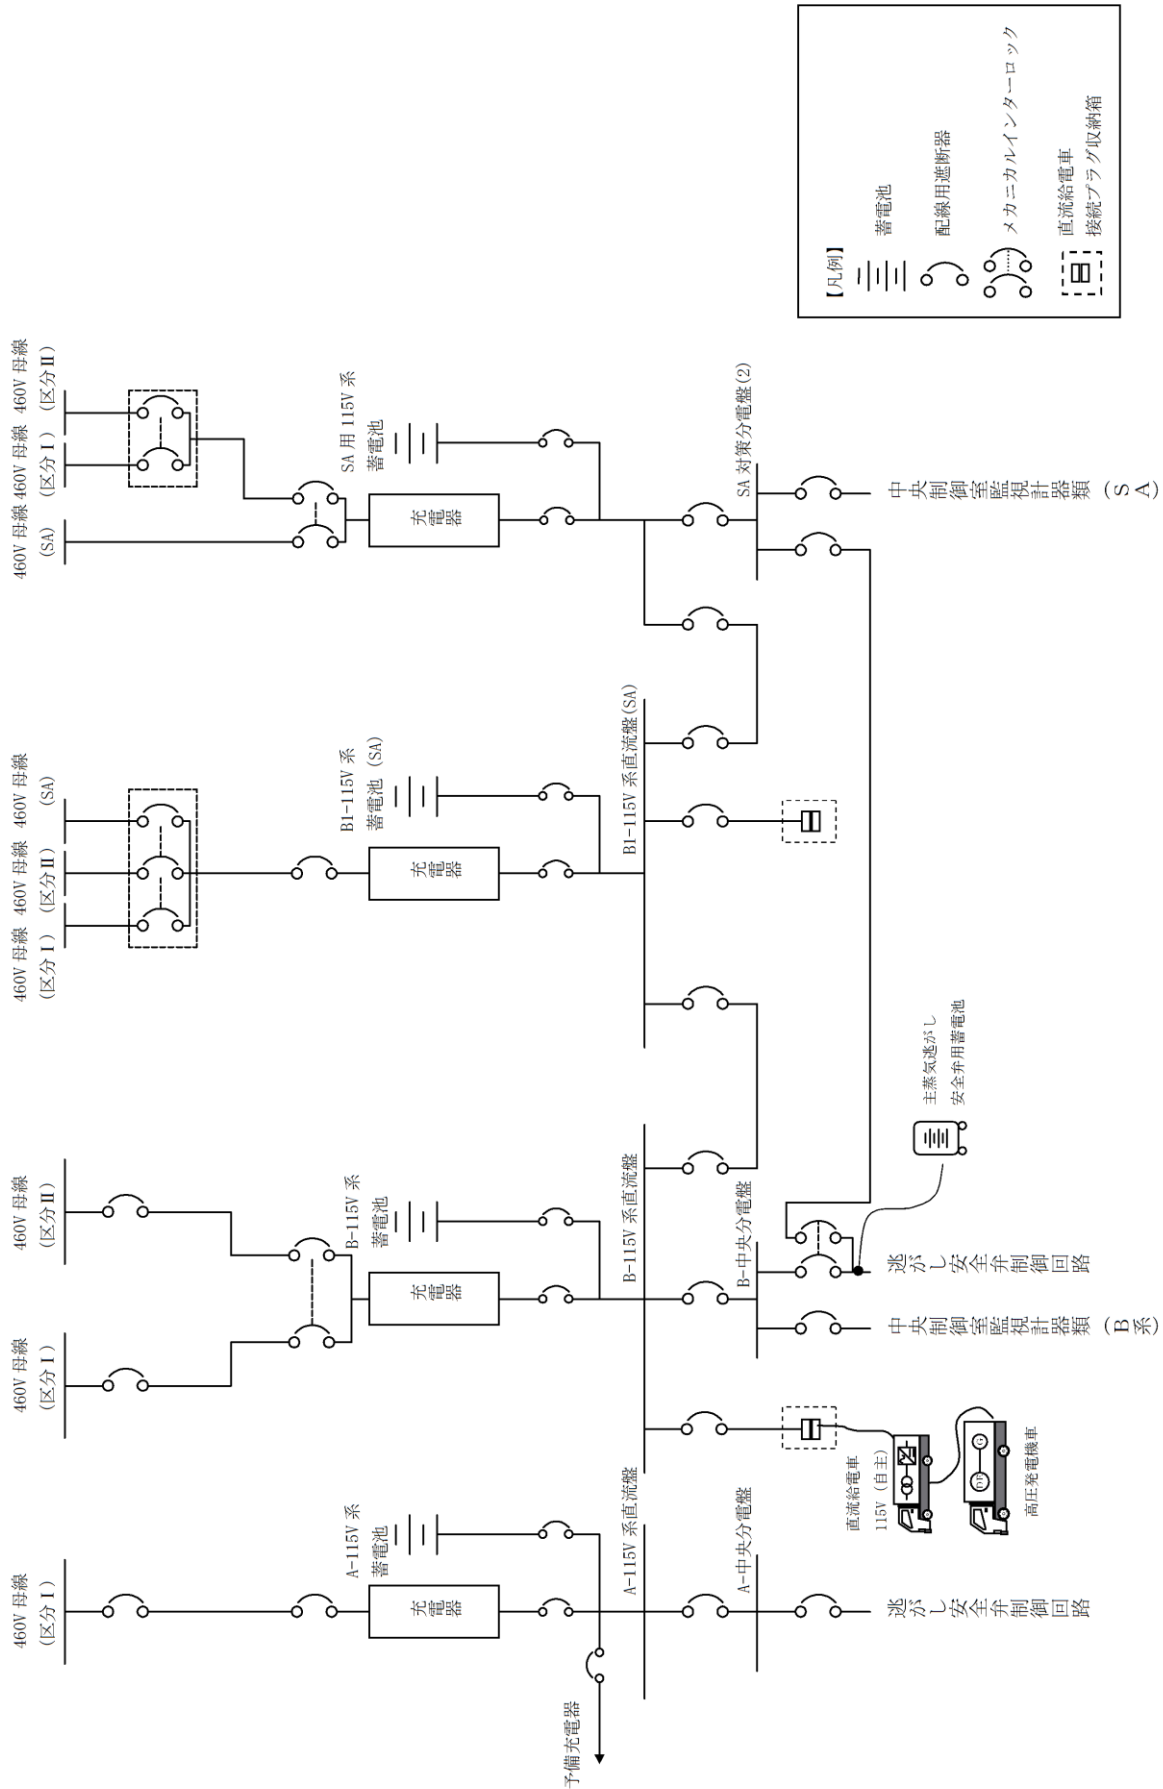 460V 母線
(区分Ⅰ)
460V 母線
(区分Ⅰ)
460V 母線
(区分Ⅱ)
460V 母線
(区分Ⅰ)
460V 母線
(区分Ⅱ)
460V 母線
(SA)
460V 母線
(SA)
460V 母線
(区分Ⅰ)
460V 母線
(区分Ⅱ)
A-115V 系
蓄電池
充電器
B-115V 系
蓄電池
充電器
B1-115V 系
蓄電池 (SA)
充電器
SA 用 115V 系
蓄電池
充電器
予備充電器
A-115V 系直流盤
B-115V 系直流盤
B1-115V 系直流盤(SA)
A-中央分電盤
B-中央分電盤
SA 対策分電盤(2)
逃がし安全弁制御回路
直流給電車
115V (自主)
高圧発電機車
DE
G
中央制御室監視計器類（B系）
逃がし安全弁制御回路
主蒸気逃がし
安全弁用蓄電池
中央制御室監視計器類（SA）
【凡例】
蓄電池
配線用遮断器
メカニカルインターロック
直流給電車
接続プラグ収納箱